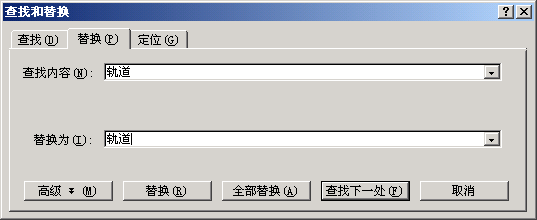 查找和替换
查找(D) 替换(P) 定位(G)
查找内容(N): 轨道
替换为(I): 轨道
高级 (M) 替换(R) 全部替换(A) 查找下一处(F) 取消